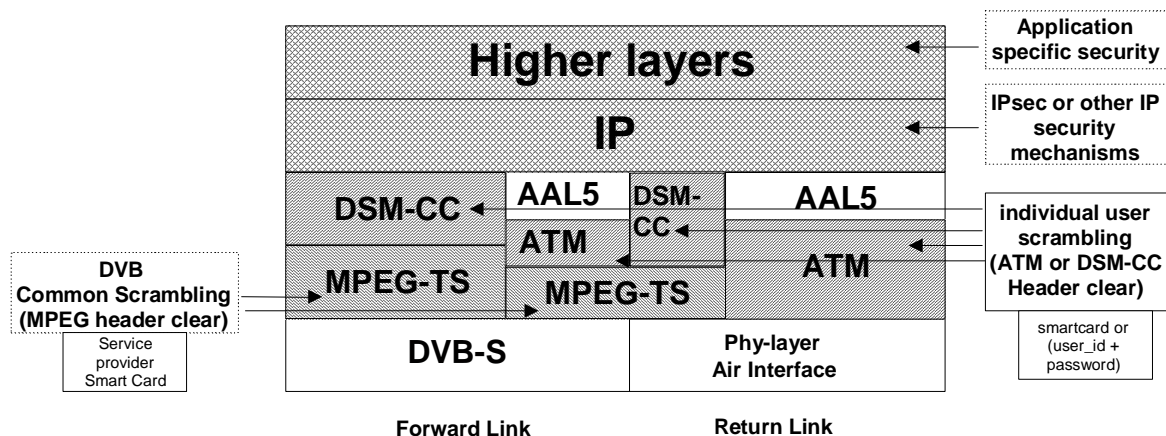 Higher layers
IP
DSM-CC
AAL5
DSM-
CC
AAL5
ATM
ATM
MPEG-TS
MPEG-TS
DVB-S
Phy-layer
Air Interface
Forward Link
Return Link
DVB
Common Scrambling
(MPEG header clear)
Service
provider
Smart Card
Application
specific security
IPsec or other IP
security
mechanisms
individual user
scrambling
(ATM or DSM-CC
Header clear)
smartcard or
(user_id +
password)